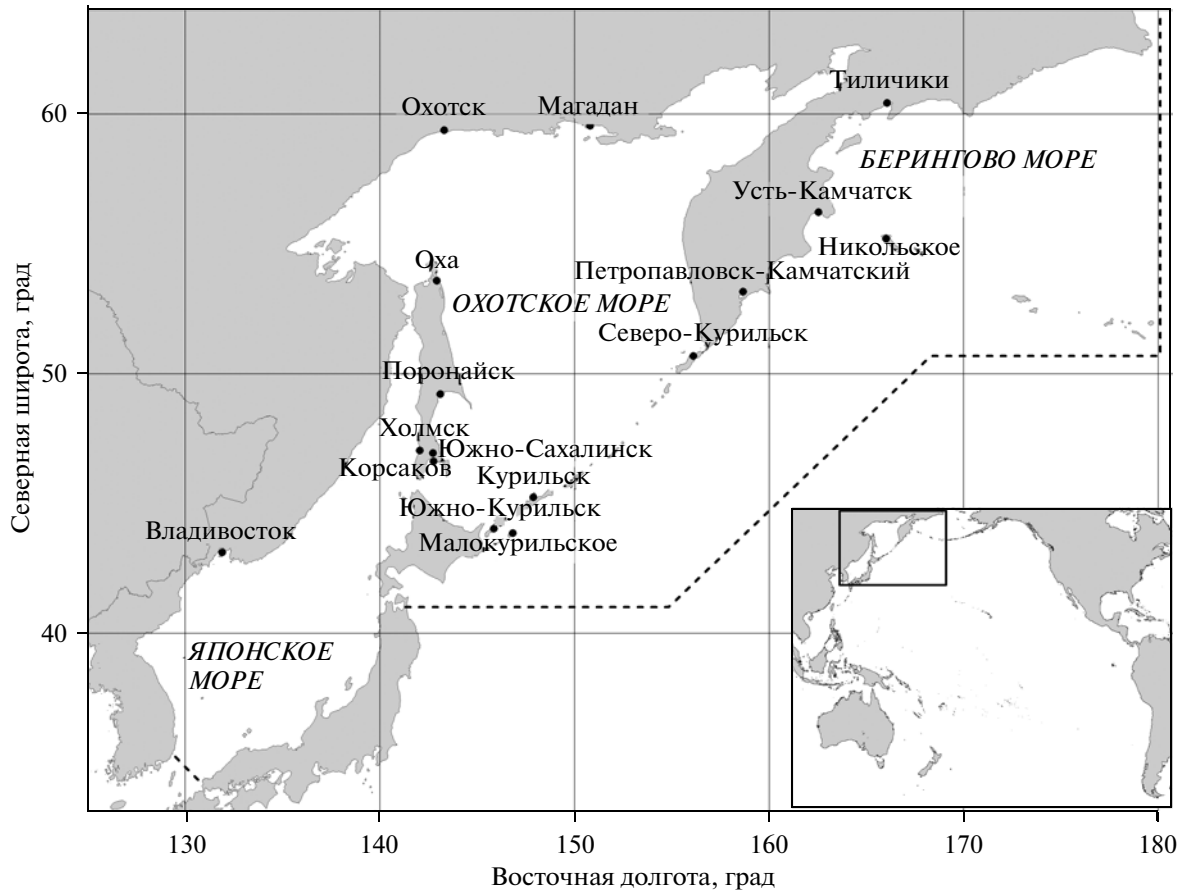 Тиличики
Охотск
Магадан
60
БЕРИНГОВО МОРЕ
Усть-Камчатск
Никольское
Оха
Петропавловск-Камчатский
ОХОТСКОЕ МОРЕ
Северо-Курильск
50
Поронайск
Холмск
Южно-Сахалинск
Корсаков
Курильск
Южно-Курильск
Владивосток
Малокурильское
40
ЯПОНСКОЕ
МОРЕ
Северная широта, град
130
140
150
160
170
180
Восточная долгота, град